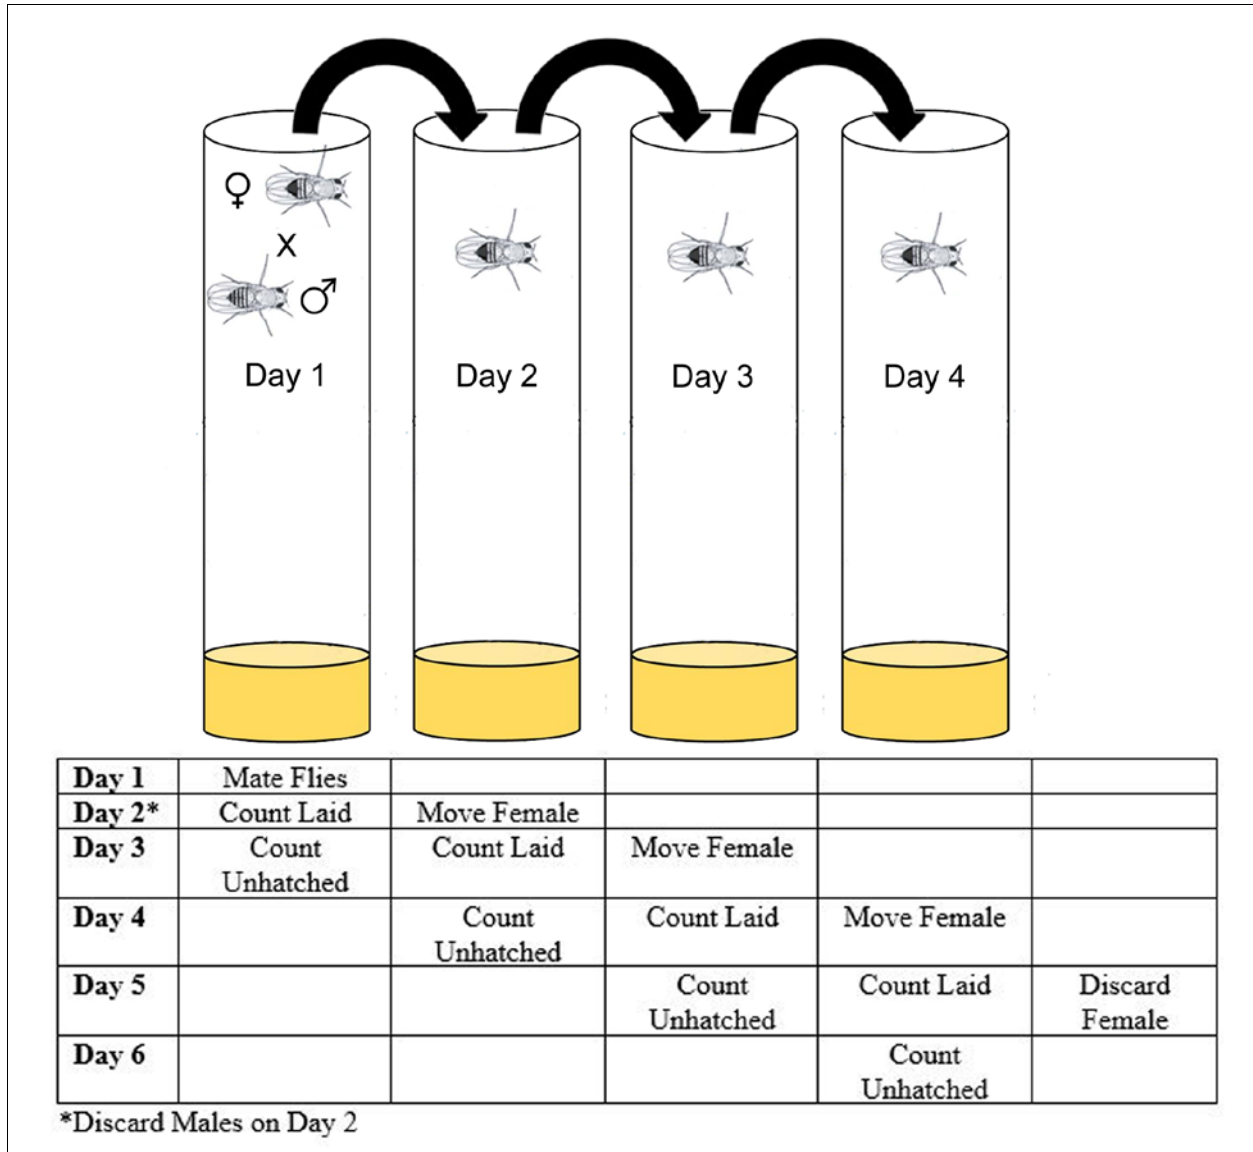 ♀
X
♂
Day 1 Day 2 Day 3 Day 4
Day 1 Mate Flies
Day 2* Count Laid Move Female
Day 3 Count Unhatched Count Laid Move Female
Day 4 Count Unhatched Count Laid Move Female
Day 5 Count Unhatched Count Laid Discard Female
Day 6 Count Unhatched
*Discard Males on Day 2